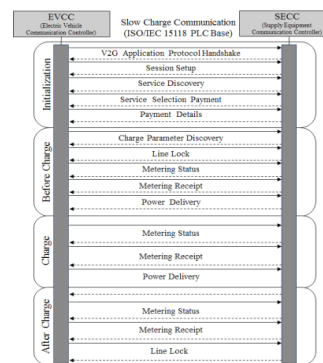 EVCC
(Electric Vehicle
Communication Controller)
Slow Charge Communication
(ISO/IEC 15118 PLC Base)
SECC
(Supply Equipment
Communication Controller)
Initialization
V2G Application Protocol Handshake
Session Setup
Service Discovery
Service Selection Payment
Payment Details
Before Charge
Charge Parameter Discovery
Line Lock
Metering Status
Metering Receipt
Power Delivery
Charge
Metering Status
Metering Receipt
Power Delivery
After Charge
Metering Status
Metering Receipt
Line Lock